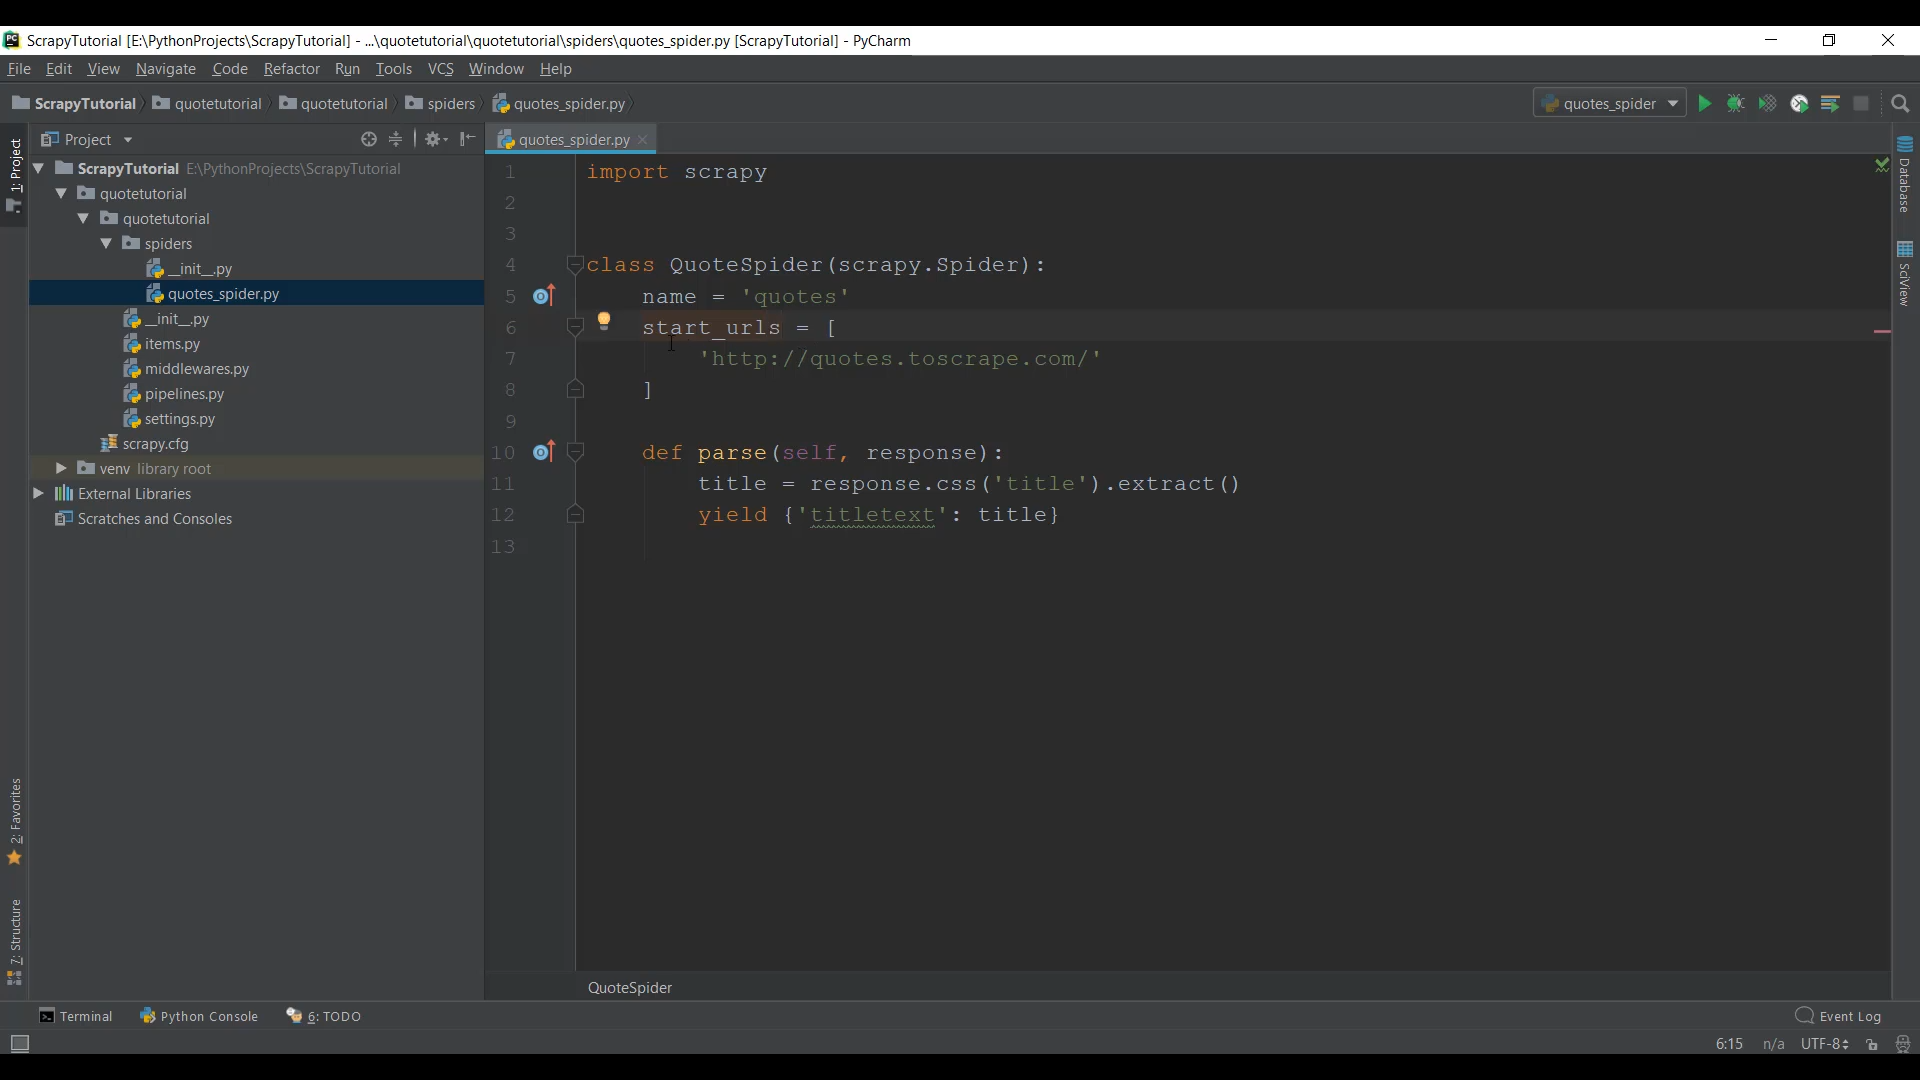 ScrapyTutorial [E:\PythonProjects\ScrapyTutorial] - ...\quotetutorial\quotetutorial\spiders\quotes_spider.py [ScrapyTutorial] - PyCharm
File Edit View Navigate Code Refactor Run Tools VCS Window Help
ScrapyTutorial quotetutorial quotetutorial spiders quotes_spider.py quotes_spider
Project quotes_spider.py
1: Project
ScrapyTutorial E:\PythonProjects\ScrapyTutorial
quotetutorial
quotetutorial
spiders
__init__.py
quotes_spider.py
__init__.py
items.py
middlewares.py
pipelines.py
settings.py
scrapy.cfg
venv library root
External Libraries
Scratches and Consoles
2: Favorites
7: Structure
1 import scrapy
2
3
4 class QuoteSpider(scrapy.Spider):
5 name = 'quotes'
6 start_urls = [
7 'http://quotes.toscrape.com/'
8 ]
9
10 def parse(self, response):
11 title = response.css('title').extract()
12 yield {'titletext': title}
13
Database
SciView
QuoteSpider
Terminal Python Console 6: TODO Event Log
6:15 n/a UTF-8